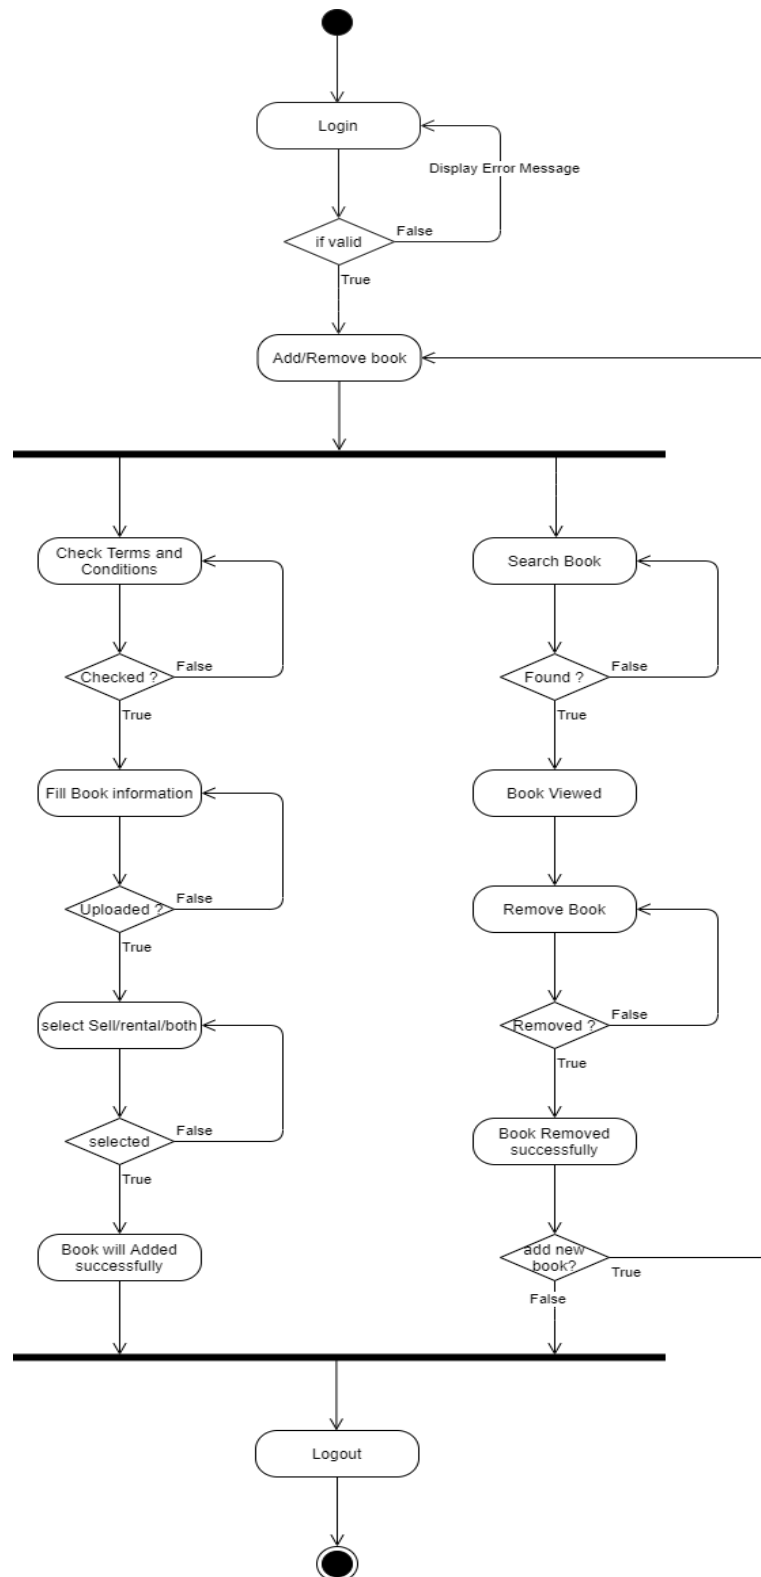 Login
Display Error Message
False
if valid
True
Add/Remove book
Check Terms and
Conditions
Search Book
Checked ?
False
Found ?
False
True
True
Fill Book information
Book Viewed
Uploaded ?
False
Remove Book
True
select Sell/rental/both
Removed ?
False
True
selected
False
Book Removed
successfully
True
Book will Added
successfully
add new
book?
True
False
Logout